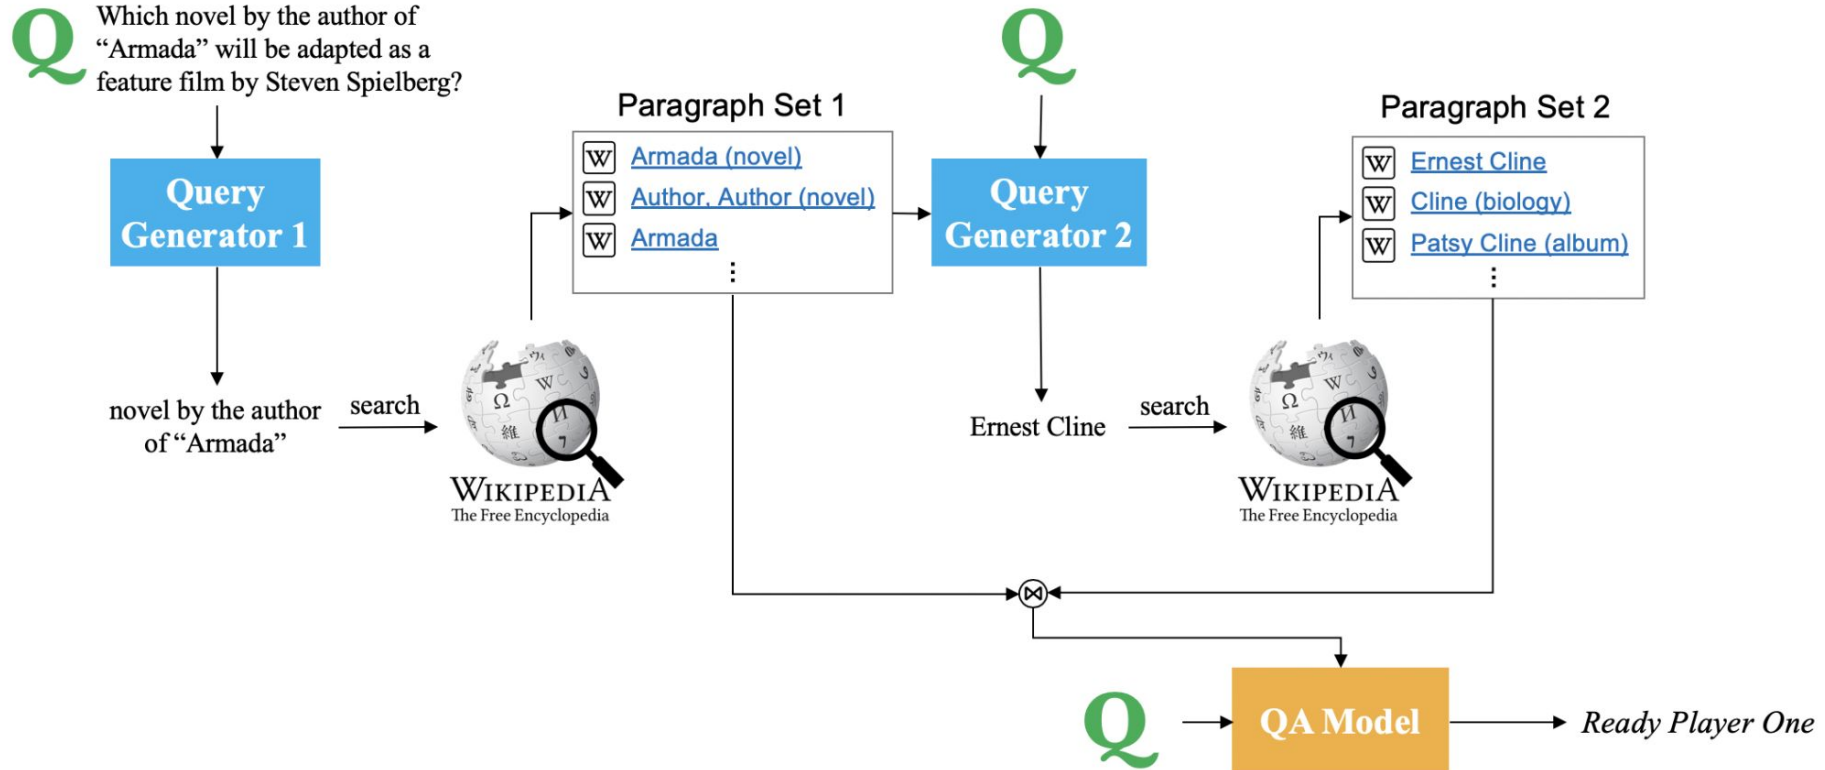 Q
Which novel by the author of
“Armada” will be adapted as a
feature film by Steven Spielberg?
Query
Generator 1
novel by the author
of “Armada”
search
WIKIPEDIA
The Free Encyclopedia
Paragraph Set 1
W Armada (novel)
W Author, Author (novel)
W Armada
⋮
Q
Query
Generator 2
Ernest Cline
search
WIKIPEDIA
The Free Encyclopedia
Paragraph Set 2
W Ernest Cline
W Cline (biology)
W Patsy Cline (album)
⋮
⋈
Q
QA Model
Ready Player One